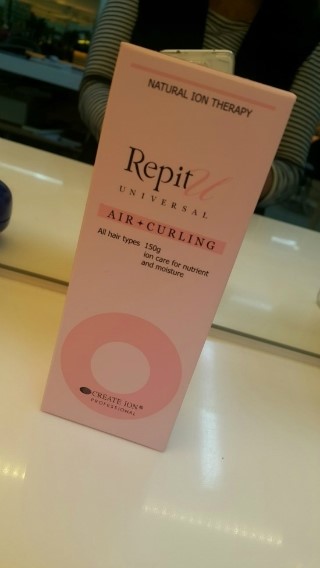 NATURAL ION THERAPY
Repit U
UNIVERSAL
AIR+CURLING
All hair types 150g
ion care for nutrient
and moisture
CREATE ION®
PROFESSIONAL